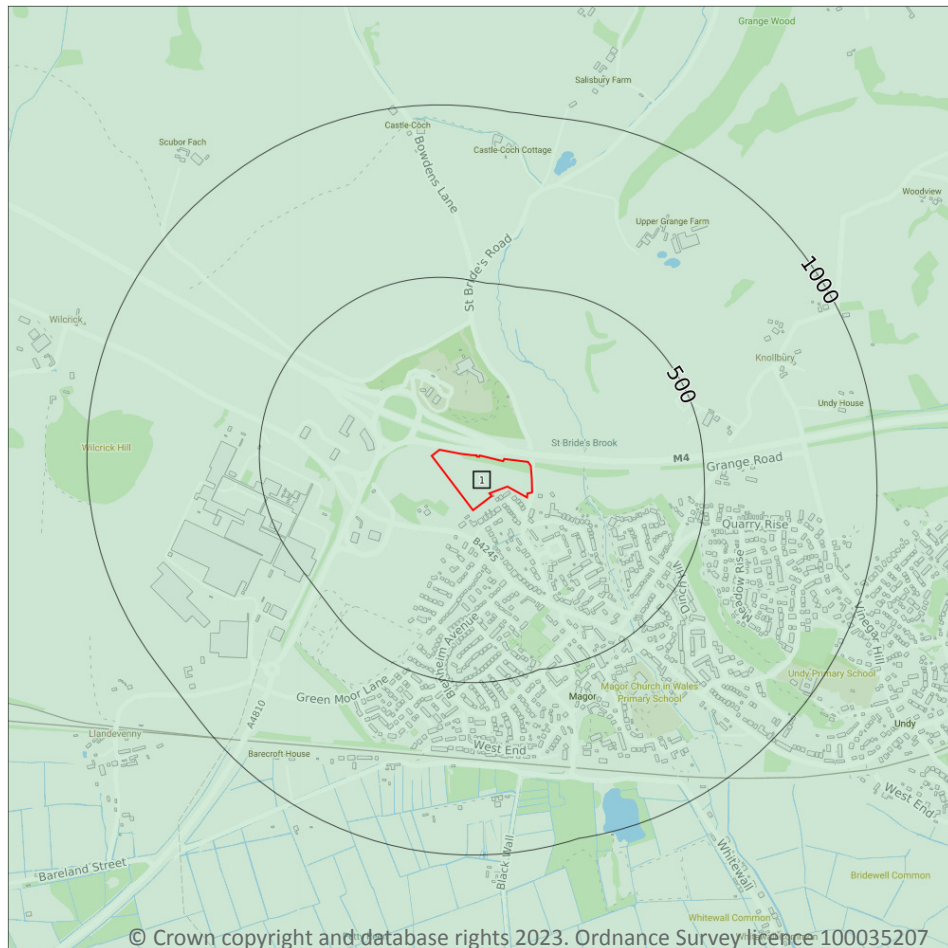 Grange Wood
Salisbury Farm
Castle-Coch
Scubor Fach
Castle-Coch Cottage
Bowdens Lane
Woodview
Upper Grange Farm
St Bride's Road
1000
Wilcrick
Knollbury
500
Undy House
Wilcrick Hill
St Bride's Brook
M4
Grange Road
1
Quarry Rise
B4245
Meadow Rise
Dinch Hill
Vinegar Hill
Blenheim Avenue
Undy Primary School
Green Moor Lane
Magor Church in Wales
Primary School
Magor
A4810
Undy
Llandevenny
Barecroft House
West End
West End
Bareland Street
Black Wall
Whitewall
Bridewell Common
Whitewall Common
© Crown copyright and database rights 2023. Ordnance Survey licence 100035207